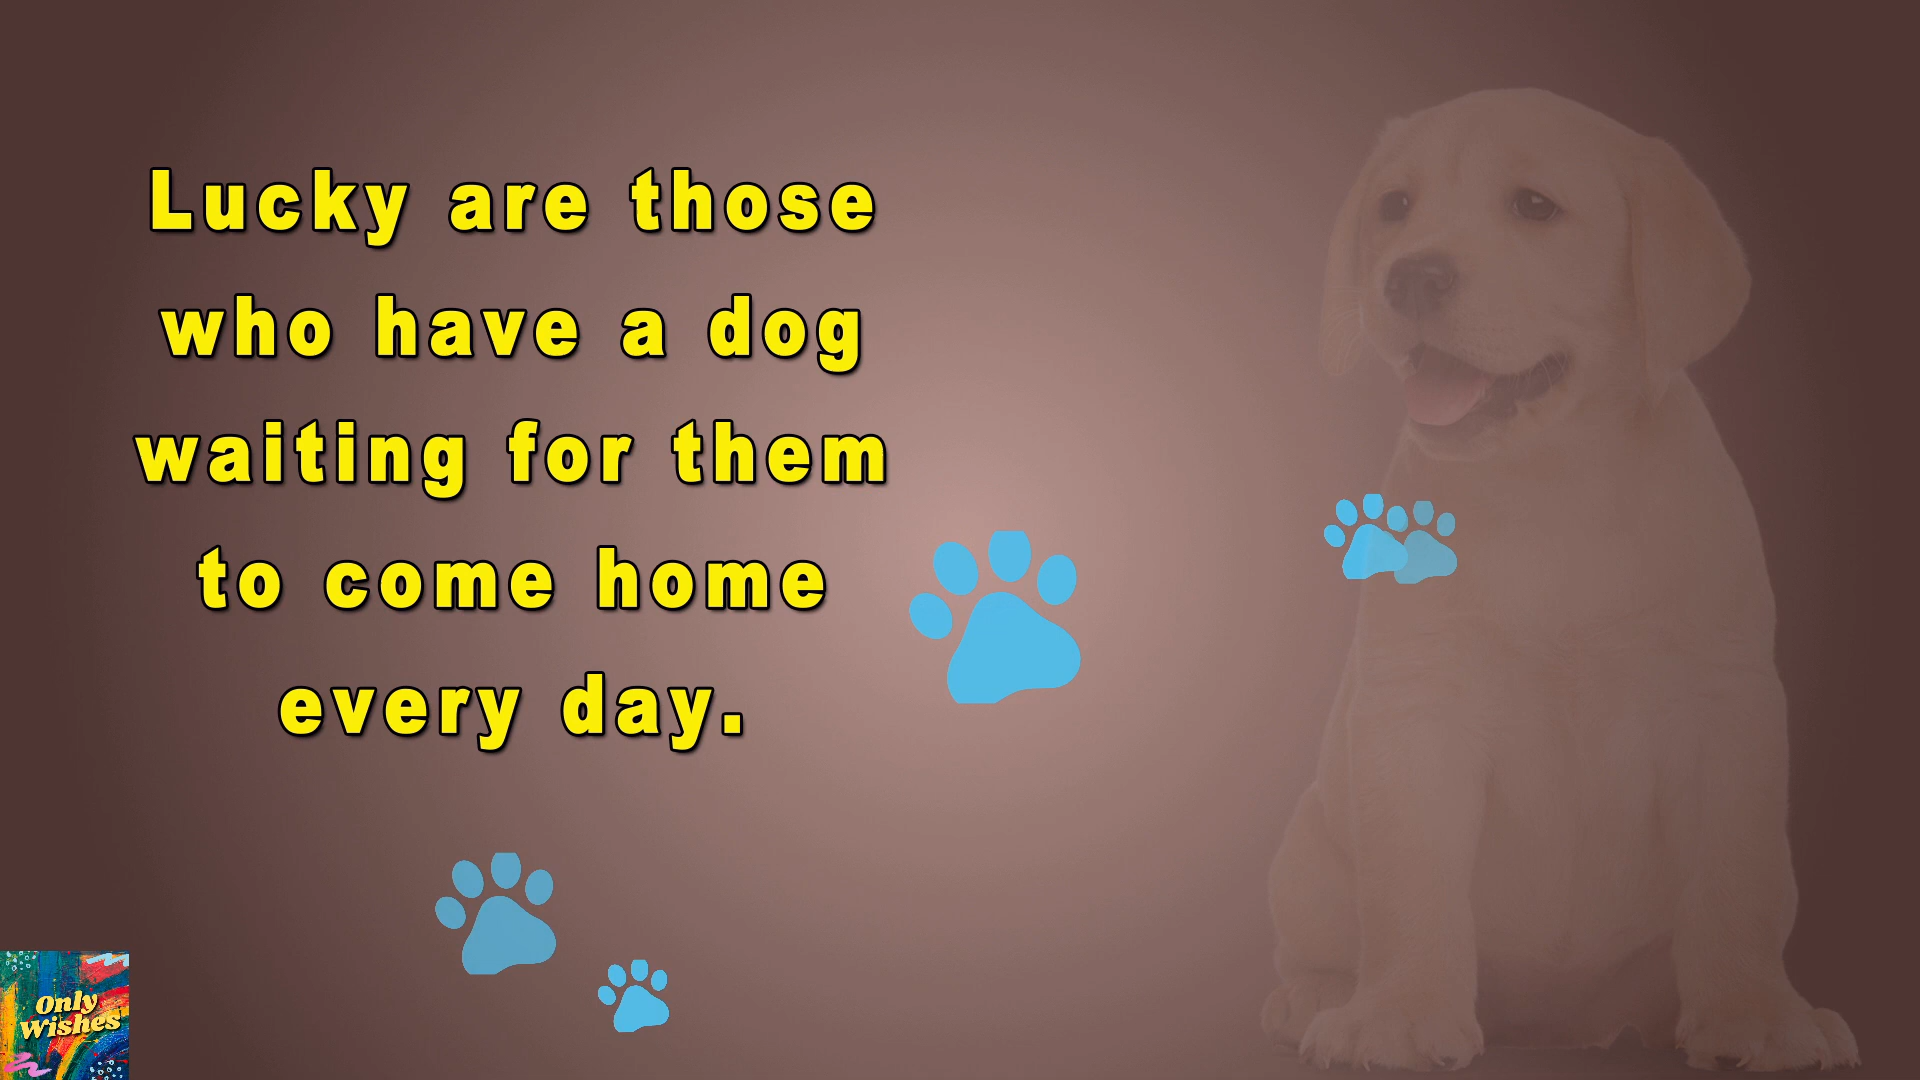 Lucky are those
who have a dog
waiting for them
to come home
every day.
Only
Wishes